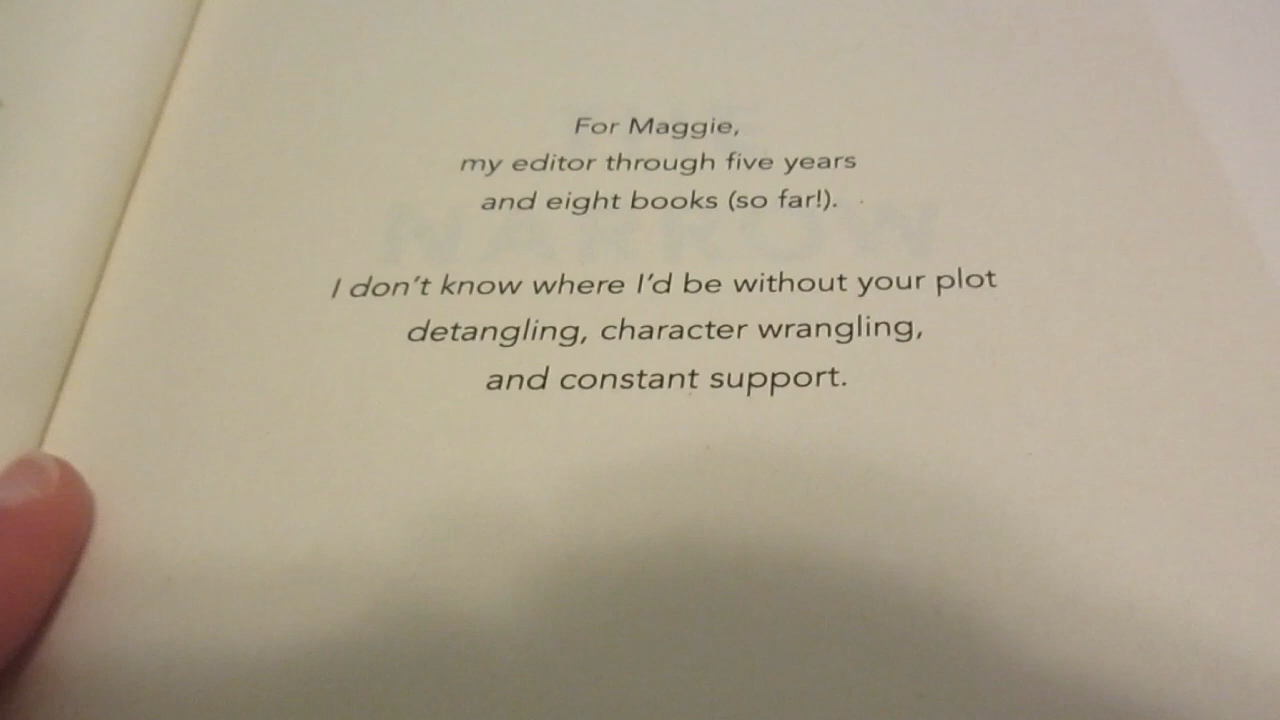 For Maggie,
my editor through five years
and eight books (so far!).
I don't know where I'd be without your plot
detangling, character wrangling,
and constant support.